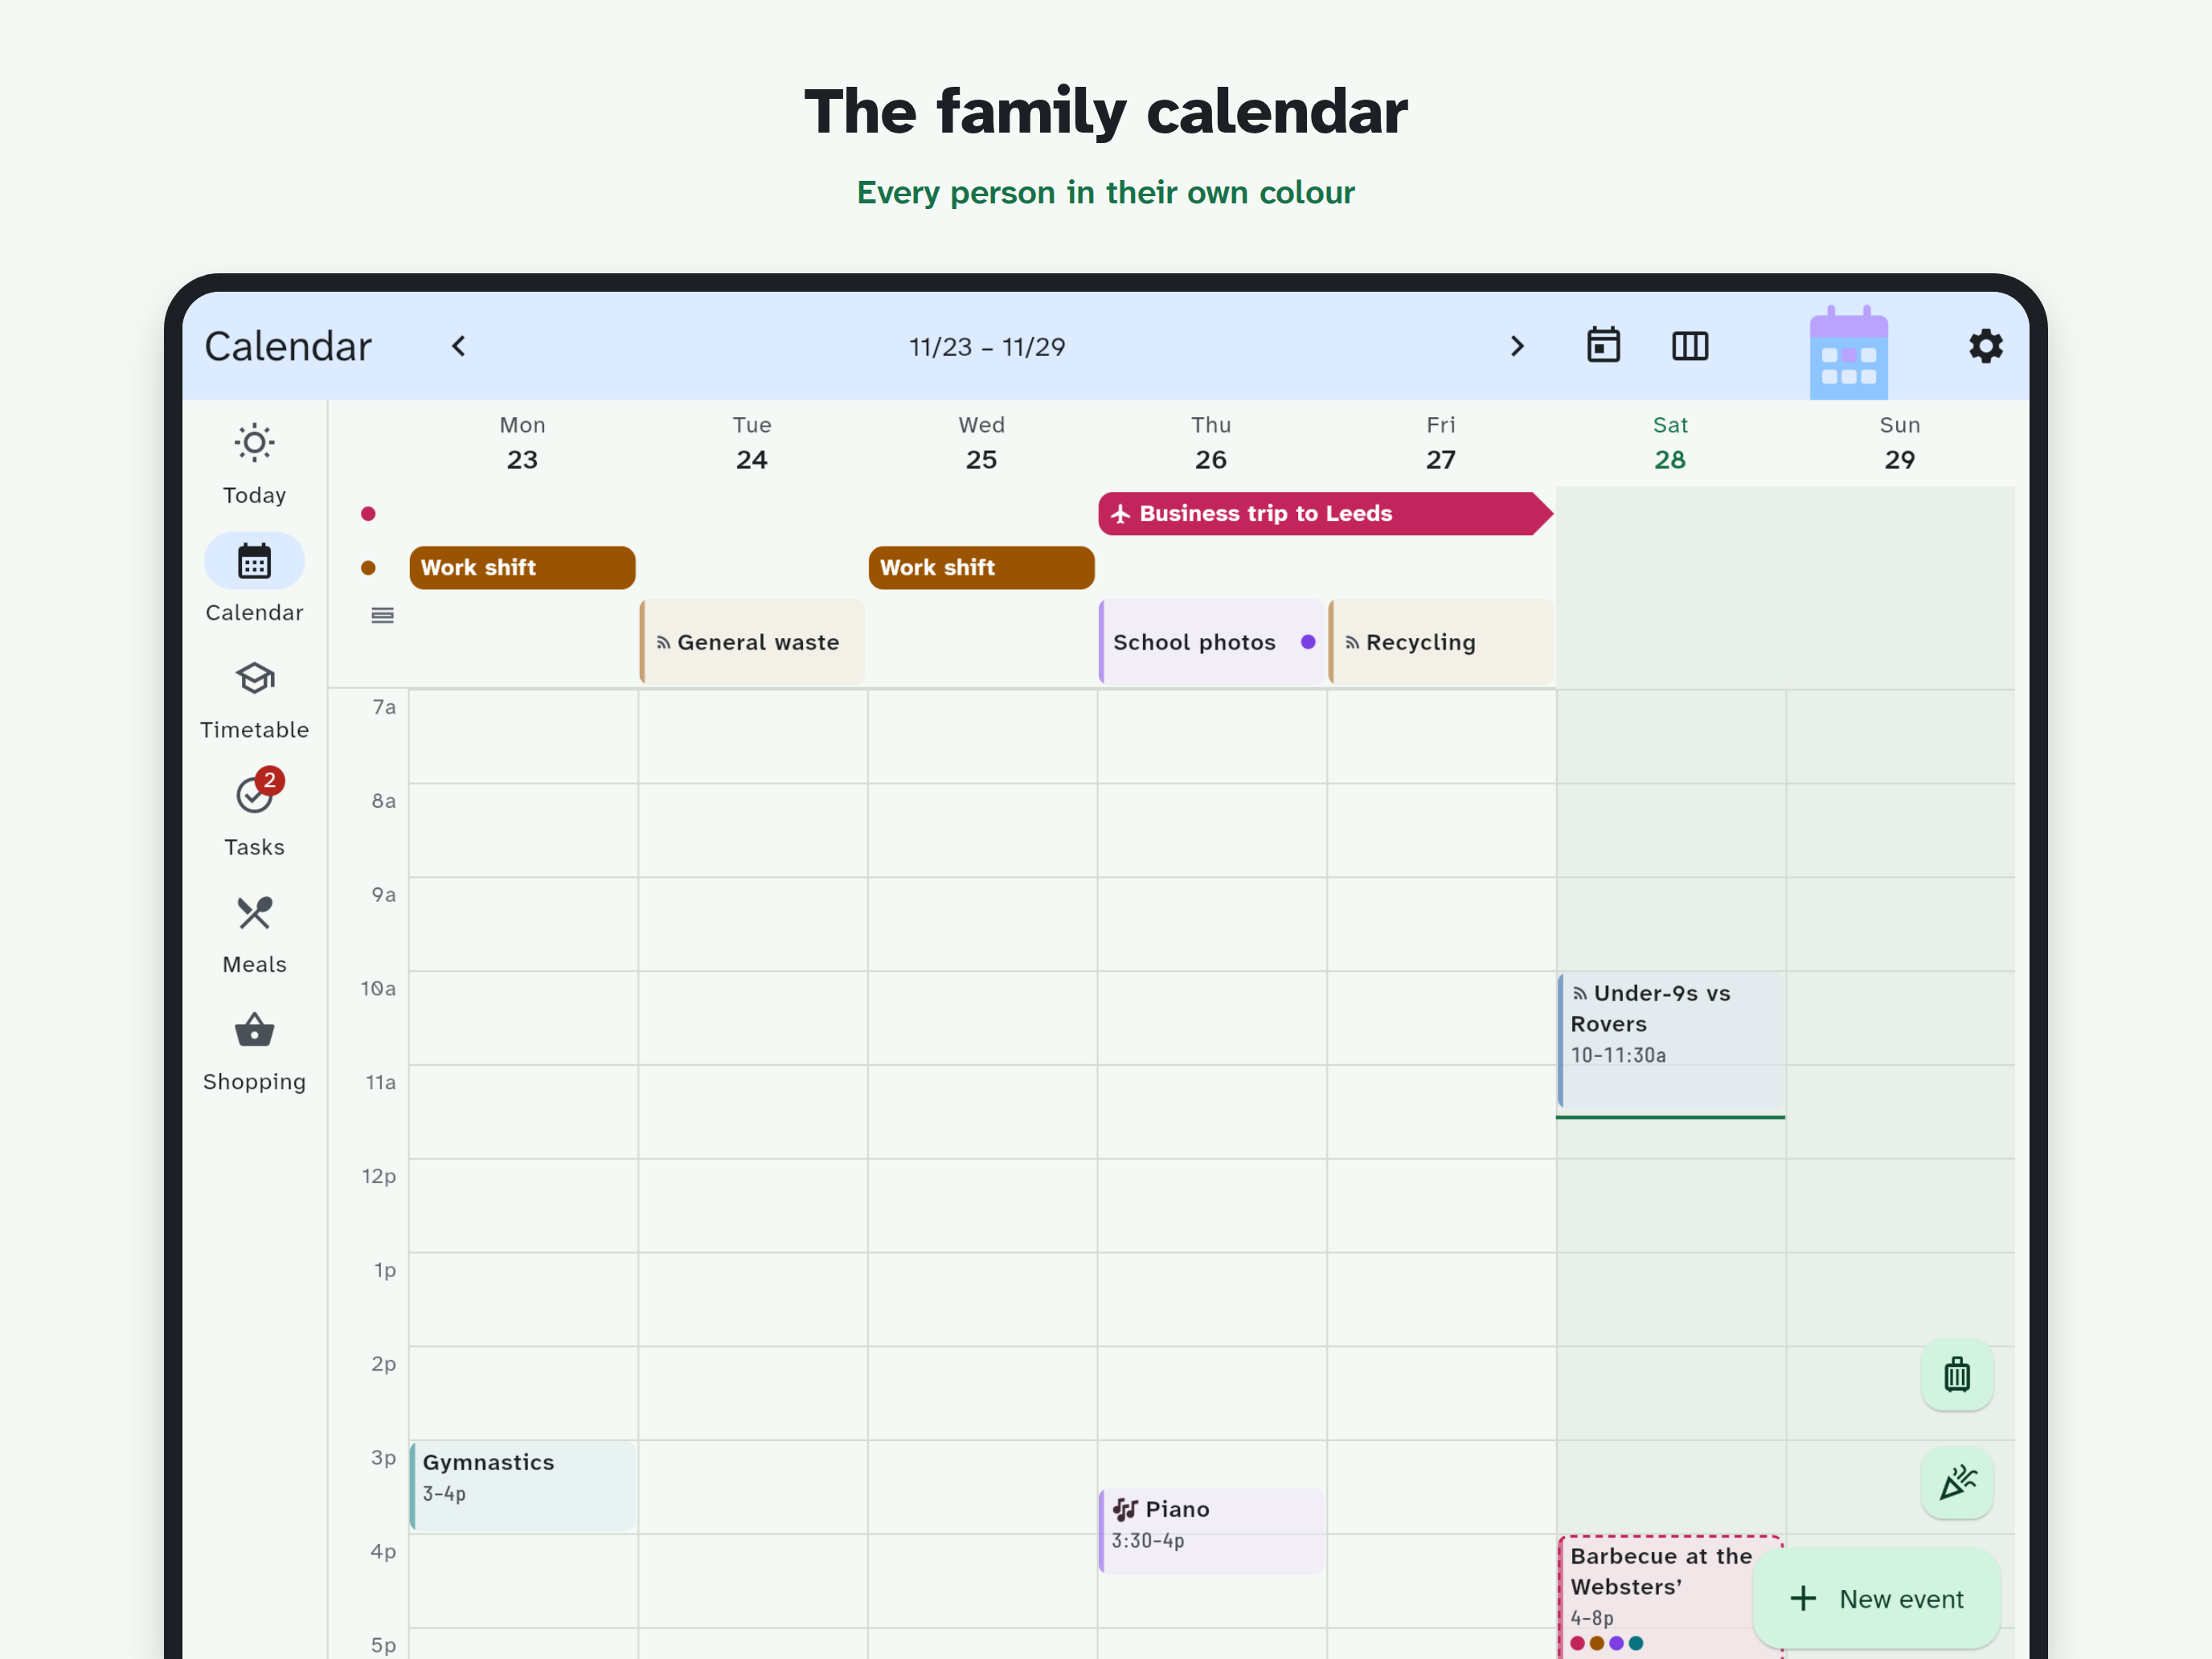 The family calendar
Every person in their own colour
Calendar
11/23 – 11/29
Today
Calendar
Timetable
2
Tasks
Meals
Shopping
Mon Tue Wed Thu Fri Sat Sun
23 24 25 26 27 28 29
Business trip to Leeds
Work shift Work shift
General waste School photos Recycling
7a
8a
9a
10a
Under-9s vs
Rovers
10–11:30a
11a
12p
1p
2p
3p
Gymnastics
3–4p
Piano
3:30–4p
4p
Barbecue at the
Websters’
4–8p
New event
5p